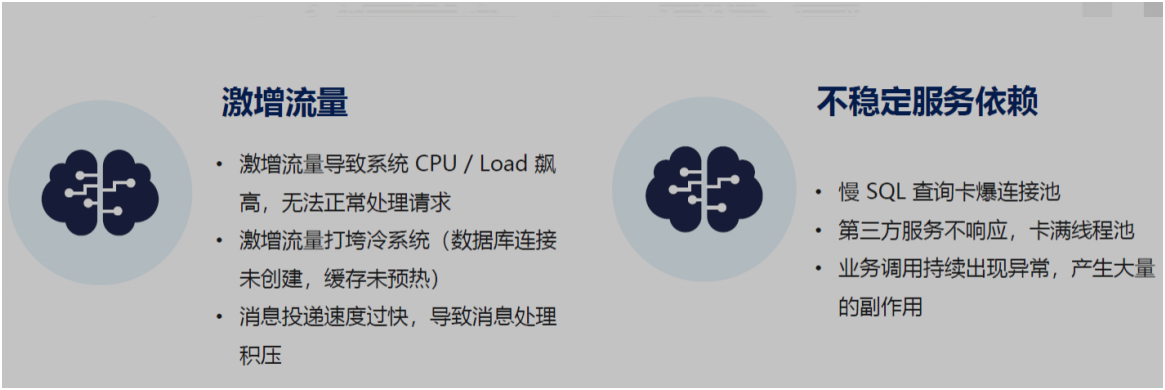 激增流量
• 激增流量导致系统 CPU / Load 飙
高，无法正常处理请求
• 激增流量打垮冷系统（数据库连接
未创建，缓存未预热）
• 消息投递速度过快，导致消息处理
积压
不稳定服务依赖
• 慢 SQL 查询卡爆连接池
• 第三方服务不响应，卡满线程池
• 业务调用持续出现异常，产生大量
的副作用